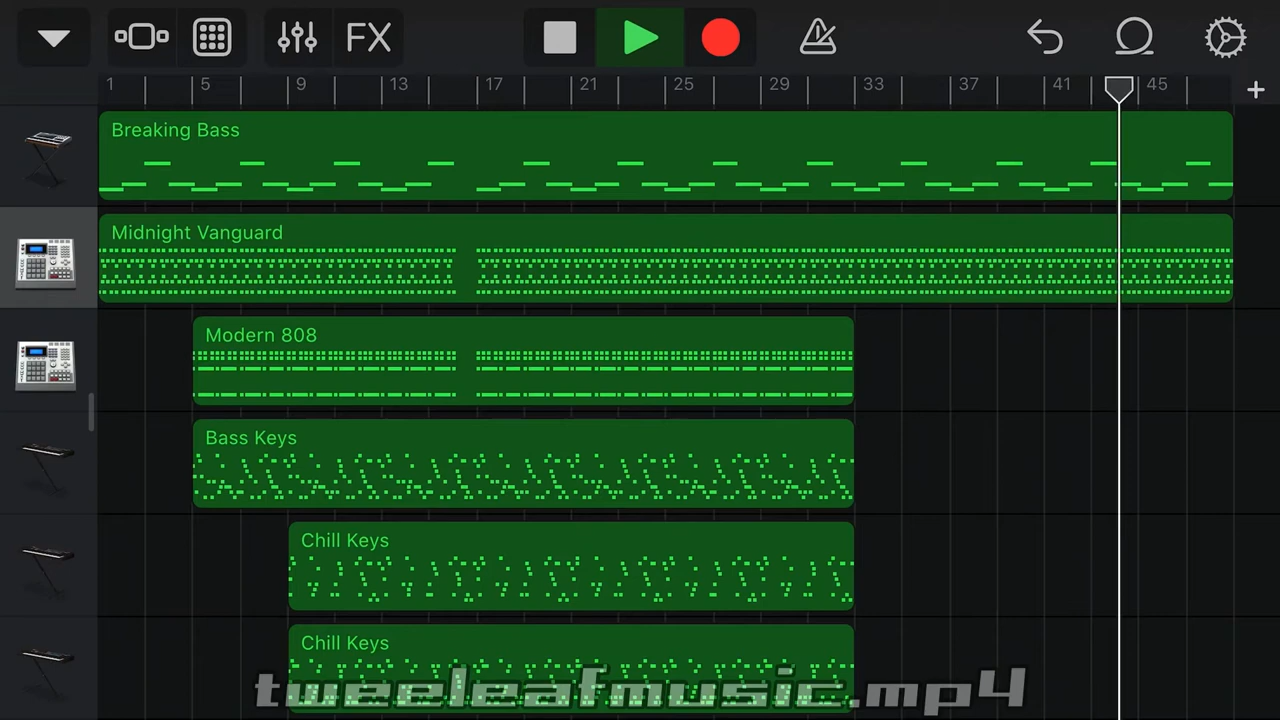 FX
1 5 9 13 17 21 25 29 33 37 41 45 +
Breaking Bass
Midnight Vanguard
Modern 808
Bass Keys
Chill Keys
Chill Keys
tweeleafmusic.mp4